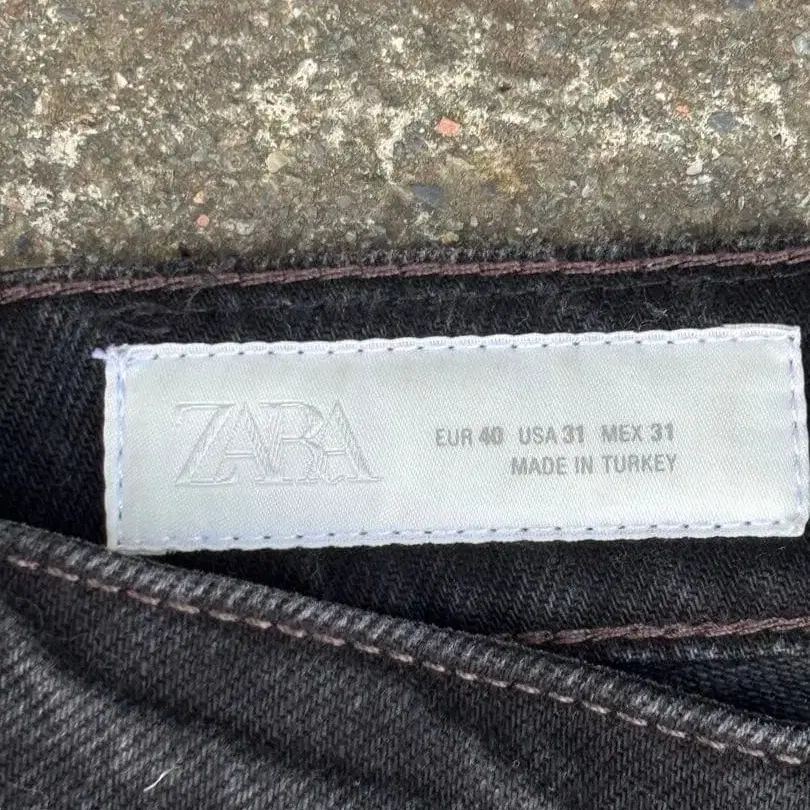 ZARA
EUR 40 USA 31 MEX 31
MADE IN TURKEY